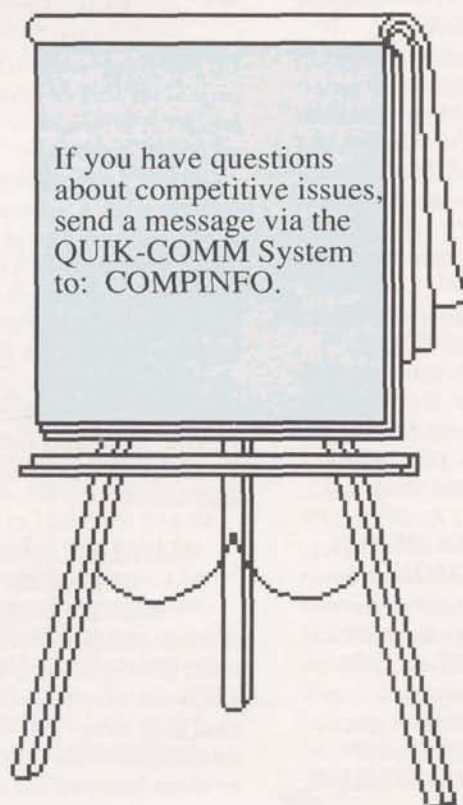 If you have questions
about competitive issues,
send a message via the
QUIK-COMM System
to: COMPINFO.